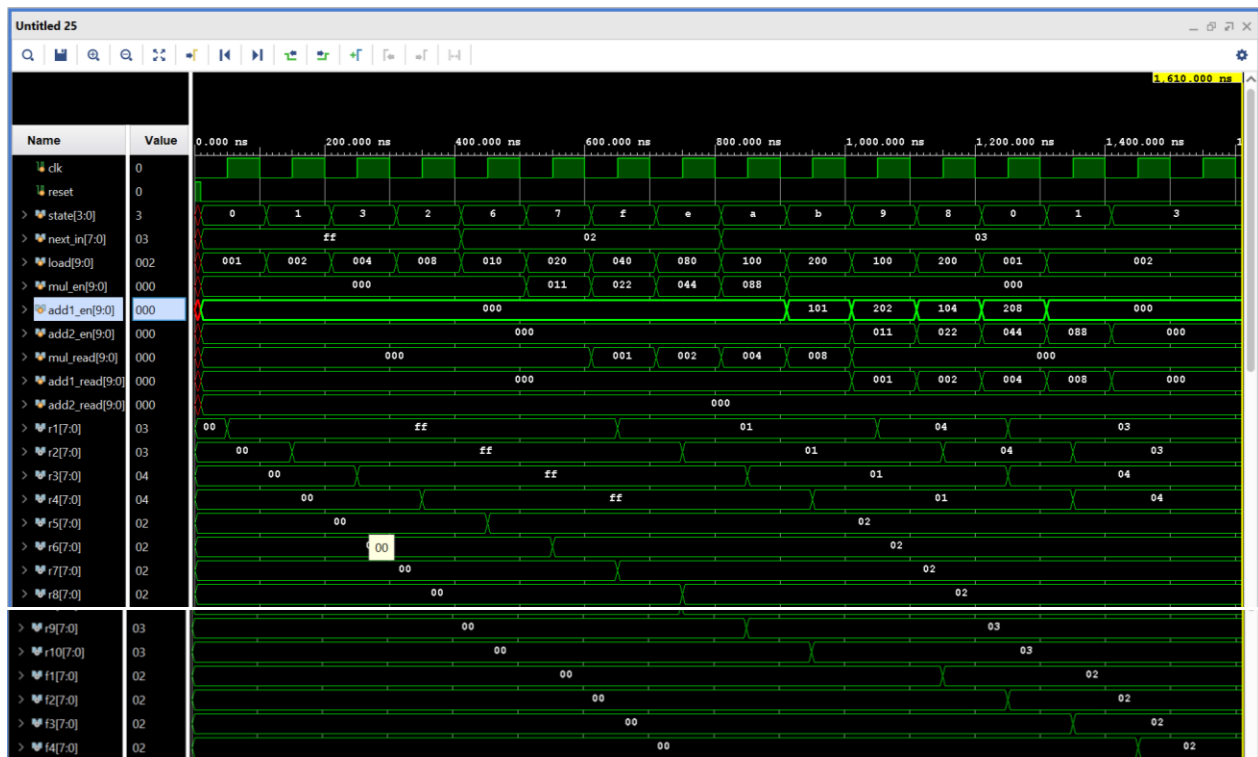 Untitled 25
1,610.000 ns
Name Value 0.000 ns 200.000 ns 400.000 ns 600.000 ns 800.000 ns 1,000.000 ns 1,200.000 ns 1,400.000 ns 1
clk 0
reset 0
state[3:0] 3 0 1 3 2 6 7 f e a b 9 8 0 1 3
next_in[7:0] 03 ff 02 03
load[9:0] 002 001 002 004 008 010 020 040 080 100 200 100 200 001 002
mul_en[9:0] 000 000 011 022 044 088 000
add1_en[9:0] 000 000 101 202 104 208 000
add2_en[9:0] 000 000 011 022 044 088 000
mul_read[9:0] 000 000 001 002 004 008 000
add1_read[9:0] 000 000 001 002 004 008 000
add2_read[9:0] 000 000
r1[7:0] 03 00 ff 01 04 03
r2[7:0] 03 00 ff 01 04 03
r3[7:0] 04 00 ff 01 04
r4[7:0] 04 00 ff 01 04
r5[7:0] 02 00 02
r6[7:0] 02 00 02
r7[7:0] 02 00 02
r8[7:0] 02 00 02
r9[7:0] 03 00 03
r10[7:0] 03 00 03
f1[7:0] 02 00 02
f2[7:0] 02 00 02
f3[7:0] 02 00 02
f4[7:0] 02 00 02